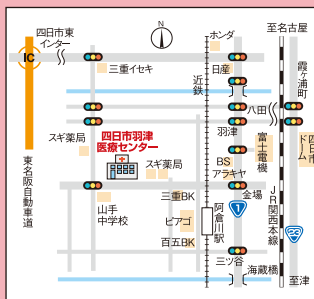 四日市東
インター
IC
N
ホンダ
至名古屋
三重イセキ
日産
近鉄
霞ヶ浦町
八田
スギ薬局
四日市羽津
医療センター
羽津
富士電機
四日市
ドーム
スギ薬局
BS
アラキヤ
東名阪自動車道
三重BK
金場
山手
中学校
ピアゴ
阿倉川駅
1
JR関西本線
23
百五BK
三ツ谷
海蔵橋
至津